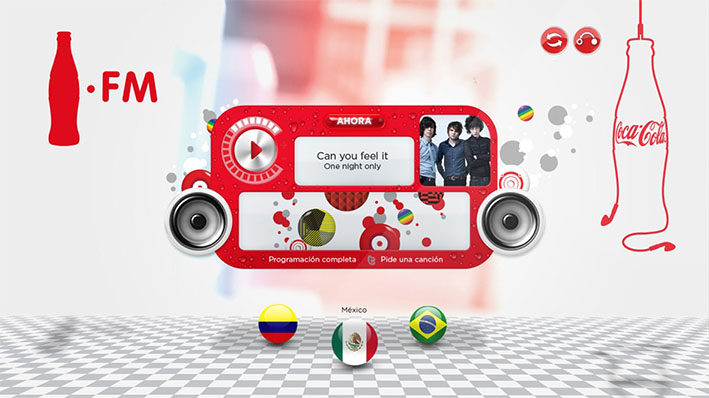 .FM
AHORA
Can you feel it
One night only
Coca-Cola
Programación completa
Pide una canción
México